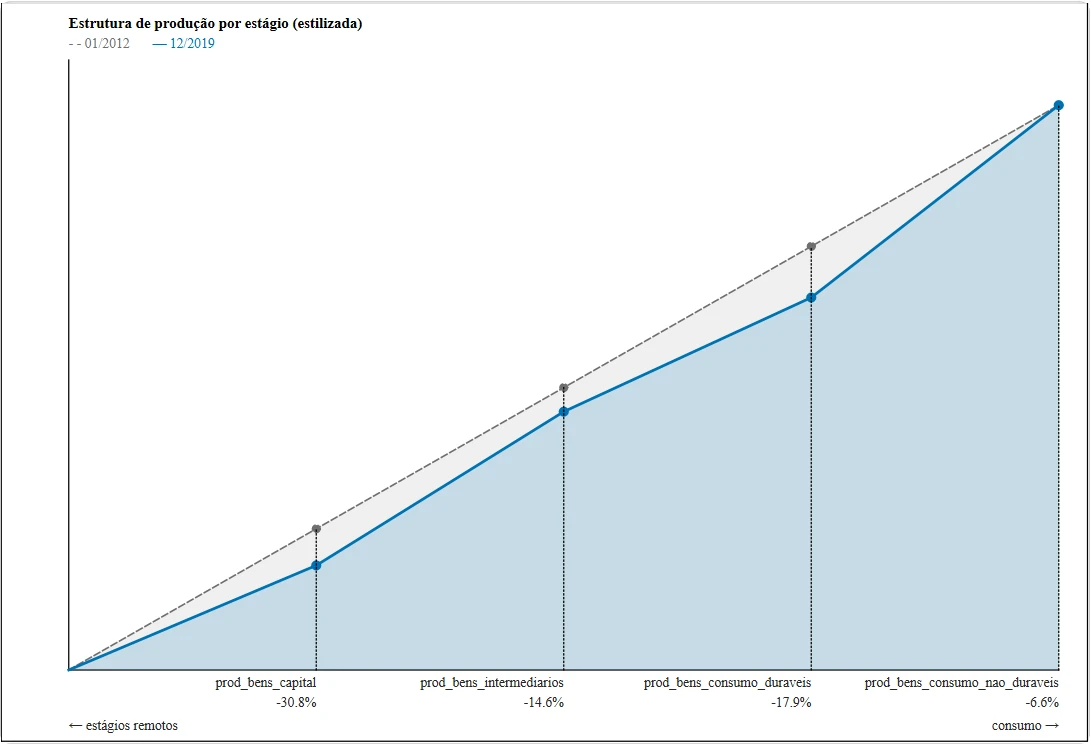 Estrutura de produção por estágio (estilizada)
- - 01/2012 — 12/2019
prod_bens_capital prod_bens_intermediarios prod_bens_consumo_duraveis prod_bens_consumo_nao_duraveis
-30.8% -14.6% -17.9% -6.6%
← estágios remotos consumo →